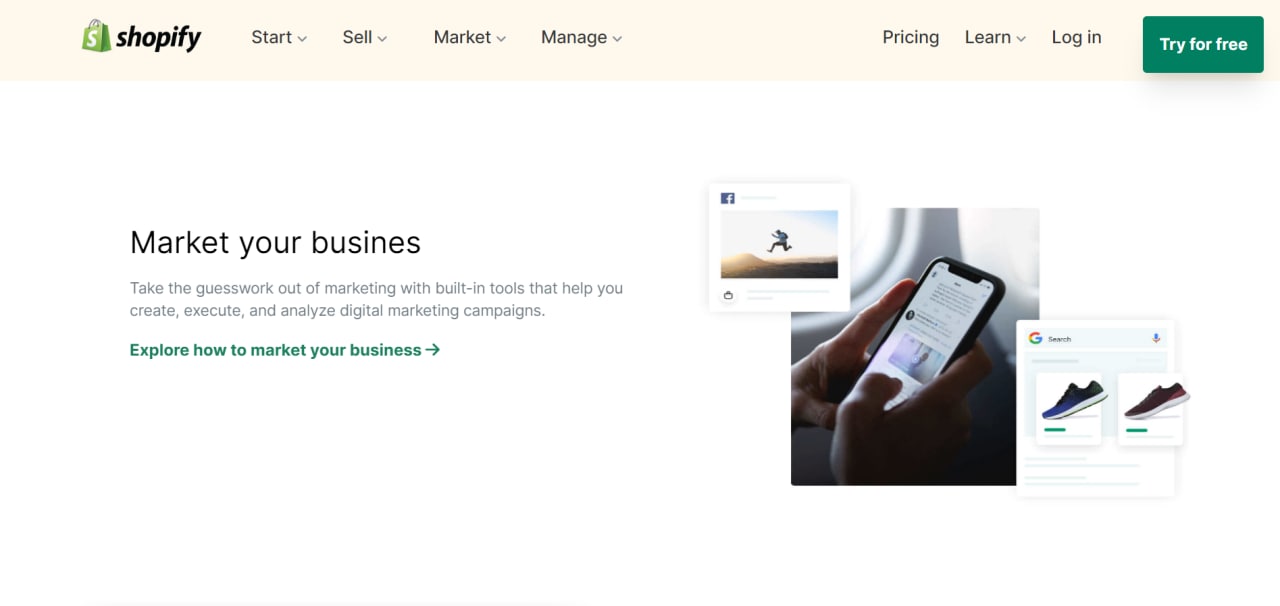 shopify
Start
Sell
Market
Manage
Pricing
Learn
Log in
Try for free
Market your busines
Take the guesswork out of marketing with built-in tools that help you
create, execute, and analyze digital marketing campaigns.
Explore how to market your business
Search